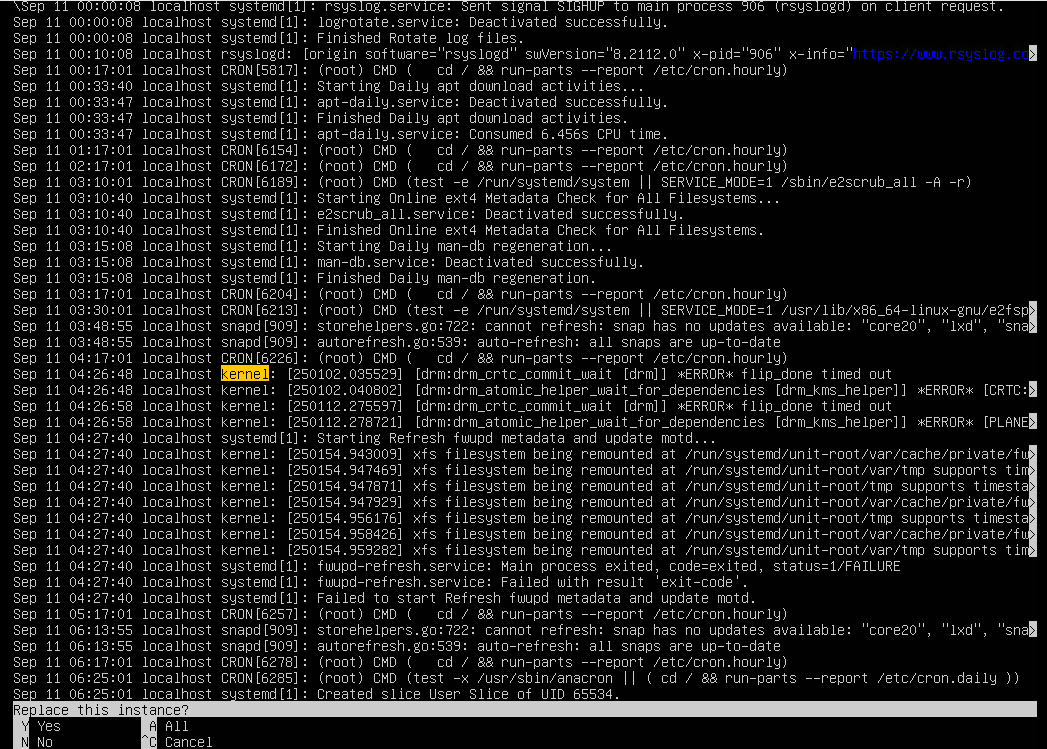 \Sep 11 00:00:08 localhost systemd[1]: rsyslog.service: Sent signal SIGHUP to main process 906 (rsyslogd) on client request.
Sep 11 00:00:08 localhost systemd[1]: logrotate.service: Deactivated successfully.
Sep 11 00:00:08 localhost systemd[1]: Finished Rotate log files.
Sep 11 00:10:08 localhost rsyslogd: [origin software="rsyslogd" swVersion="8.2112.0" x-pid="906" x-info="https://www.rsyslog.co>
Sep 11 00:17:01 localhost CRON[5817]: (root) CMD (   cd / && run-parts --report /etc/cron.hourly)
Sep 11 00:33:40 localhost systemd[1]: Starting Daily apt download activities...
Sep 11 00:33:47 localhost systemd[1]: apt-daily.service: Deactivated successfully.
Sep 11 00:33:47 localhost systemd[1]: Finished Daily apt download activities.
Sep 11 00:33:47 localhost systemd[1]: apt-daily.service: Consumed 6.456s CPU time.
Sep 11 01:17:01 localhost CRON[6154]: (root) CMD (   cd / && run-parts --report /etc/cron.hourly)
Sep 11 02:17:01 localhost CRON[6172]: (root) CMD (   cd / && run-parts --report /etc/cron.hourly)
Sep 11 03:10:01 localhost CRON[6189]: (root) CMD (test -e /run/systemd/system || SERVICE_MODE=1 /sbin/e2scrub_all -A -r)
Sep 11 03:10:40 localhost systemd[1]: Starting Online ext4 Metadata Check for All Filesystems...
Sep 11 03:10:40 localhost systemd[1]: e2scrub_all.service: Deactivated successfully.
Sep 11 03:10:40 localhost systemd[1]: Finished Online ext4 Metadata Check for All Filesystems.
Sep 11 03:15:08 localhost systemd[1]: Starting Daily man-db regeneration...
Sep 11 03:15:08 localhost systemd[1]: man-db.service: Deactivated successfully.
Sep 11 03:15:08 localhost systemd[1]: Finished Daily man-db regeneration.
Sep 11 03:17:01 localhost CRON[6204]: (root) CMD (   cd / && run-parts --report /etc/cron.hourly)
Sep 11 03:30:01 localhost CRON[6213]: (root) CMD (test -e /run/systemd/system || SERVICE_MODE=1 /usr/lib/x86_64-linux-gnu/e2fsp>
Sep 11 03:48:55 localhost snapd[909]: storehelpers.go:722: cannot refresh: snap has no updates available: "core20", "lxd", "sna>
Sep 11 03:48:55 localhost snapd[909]: autorefresh.go:539: auto-refresh: all snaps are up-to-date
Sep 11 04:17:01 localhost CRON[6226]: (root) CMD (   cd / && run-parts --report /etc/cron.hourly)
Sep 11 04:26:48 localhost kernel: [250102.035529] [drm:drm_crtc_commit_wait [drm]] *ERROR* flip_done timed out
Sep 11 04:26:48 localhost kernel: [250102.040802] [drm:drm_atomic_helper_wait_for_dependencies [drm_kms_helper]] *ERROR* [CRTC:>
Sep 11 04:26:58 localhost kernel: [250112.275597] [drm:drm_crtc_commit_wait [drm]] *ERROR* flip_done timed out
Sep 11 04:26:58 localhost kernel: [250112.278721] [drm:drm_atomic_helper_wait_for_dependencies [drm_kms_helper]] *ERROR* [PLANE>
Sep 11 04:27:40 localhost systemd[1]: Starting Refresh fwupd metadata and update motd...
Sep 11 04:27:40 localhost kernel: [250154.943009] xfs filesystem being remounted at /run/systemd/unit-root/var/cache/private/fw>
Sep 11 04:27:40 localhost kernel: [250154.947469] xfs filesystem being remounted at /run/systemd/unit-root/var/tmp supports tim>
Sep 11 04:27:40 localhost kernel: [250154.947871] xfs filesystem being remounted at /run/systemd/unit-root/tmp supports timesta>
Sep 11 04:27:40 localhost kernel: [250154.947929] xfs filesystem being remounted at /run/systemd/unit-root/var/cache/private/fw>
Sep 11 04:27:40 localhost kernel: [250154.956176] xfs filesystem being remounted at /run/systemd/unit-root/tmp supports timesta>
Sep 11 04:27:40 localhost kernel: [250154.958426] xfs filesystem being remounted at /run/systemd/unit-root/var/cache/private/fw>
Sep 11 04:27:40 localhost kernel: [250154.959282] xfs filesystem being remounted at /run/systemd/unit-root/var/tmp supports tim>
Sep 11 04:27:40 localhost systemd[1]: fwupd-refresh.service: Main process exited, code=exited, status=1/FAILURE
Sep 11 04:27:40 localhost systemd[1]: fwupd-refresh.service: Failed with result 'exit-code'.
Sep 11 04:27:40 localhost systemd[1]: Failed to start Refresh fwupd metadata and update motd.
Sep 11 05:17:01 localhost CRON[6257]: (root) CMD (   cd / && run-parts --report /etc/cron.hourly)
Sep 11 06:13:55 localhost snapd[909]: storehelpers.go:722: cannot refresh: snap has no updates available: "core20", "lxd", "sna>
Sep 11 06:13:55 localhost snapd[909]: autorefresh.go:539: auto-refresh: all snaps are up-to-date
Sep 11 06:17:01 localhost CRON[6278]: (root) CMD (   cd / && run-parts --report /etc/cron.hourly)
Sep 11 06:25:01 localhost CRON[6285]: (root) CMD (test -x /usr/sbin/anacron || ( cd / && run-parts --report /etc/cron.daily ))
Sep 11 06:25:01 localhost systemd[1]: Created slice User Slice of UID 65534.
Replace this instance?
Y Yes          A All
N No          ^C Cancel